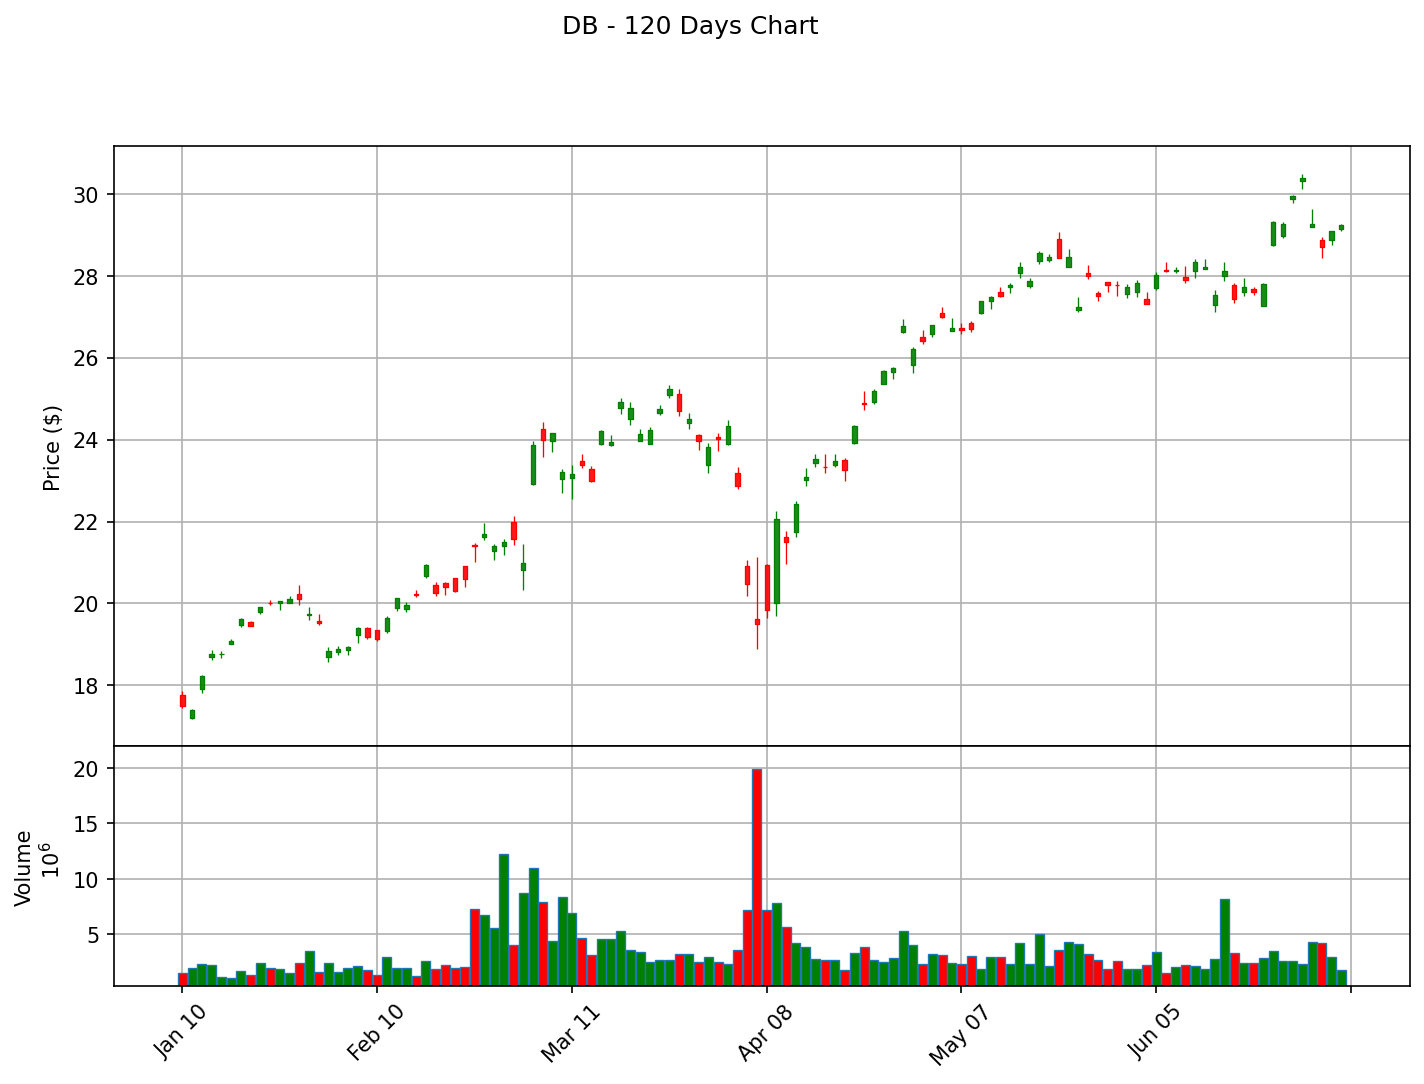 DB - 120 Days Chart
Price ($)
30
28
26
24
22
20
18
Volume
10⁶
20
15
10
5
Jan 10
Feb 10
Mar 11
Apr 08
May 07
Jun 05